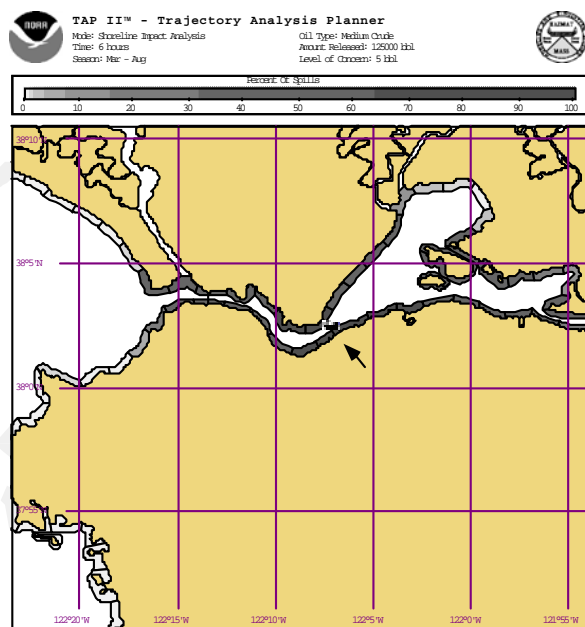 NOAA
TAP II™ - Trajectory Analysis Planner
Mode: Shoreline Impact Analysis
Time: 6 hours
Season: Mar - Aug
Oil Type: Medium Crude
Amount Released: 125000 bbl
Level of Concern: 5 bbl
HAZMAT
MASS
Percent Of Spills
0 10 20 30 40 50 60 70 80 90 100
38°10'N
38°5'N
38°0'N
37°55'N
122°20'W 122°15'W 122°10'W 122°5'W 122°0'W 121°55'W